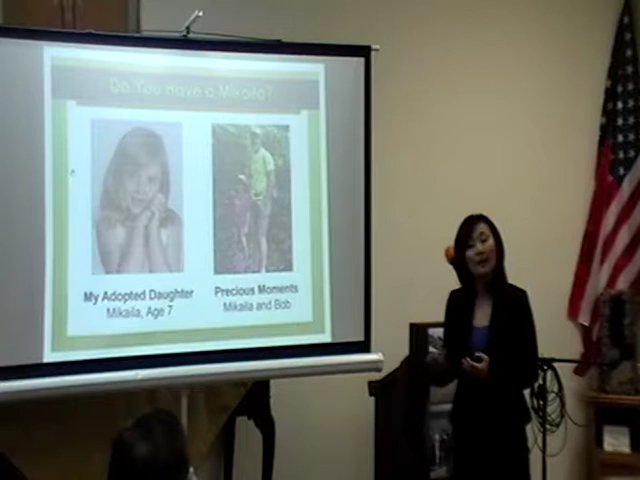 Do You Have a Mikaila?
My Adopted Daughter
Mikaila, Age 7
Precious Moments
Mikaila and Bob